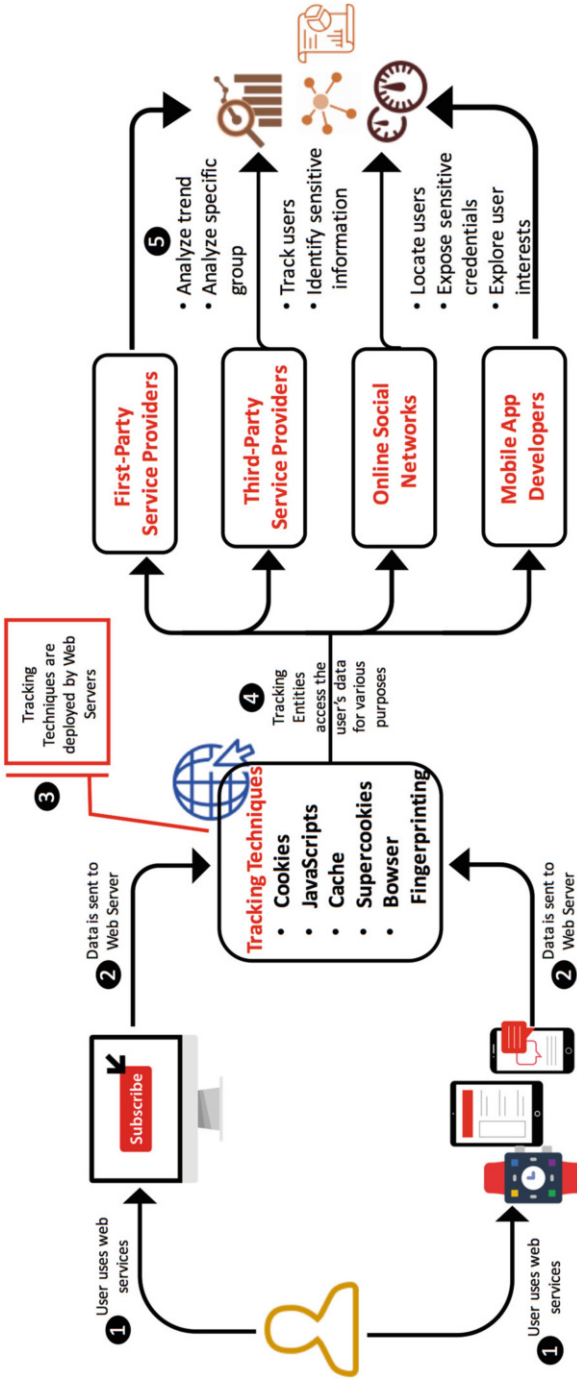 1
User uses web
services
Subscribe
2
Data is sent to
Web Server
1
User uses web
services
2
Data is sent to
Web Server
3
Tracking
Techniques are
deployed by Web
Servers
Tracking Techniques
• Cookies
• JavaScripts
• Cache
• Supercookies
• Bowser
Fingerprinting
4
Tracking
Entities
access the
user's data
for various
purposes
First-Party
Service Providers
Third-Party
Service Providers
Online Social
Networks
Mobile App
Developers
5
• Analyze trend
• Analyze specific
group
• Track users
• Identify sensitive
information
• Locate users
• Expose sensitive
credentials
• Explore user
interests